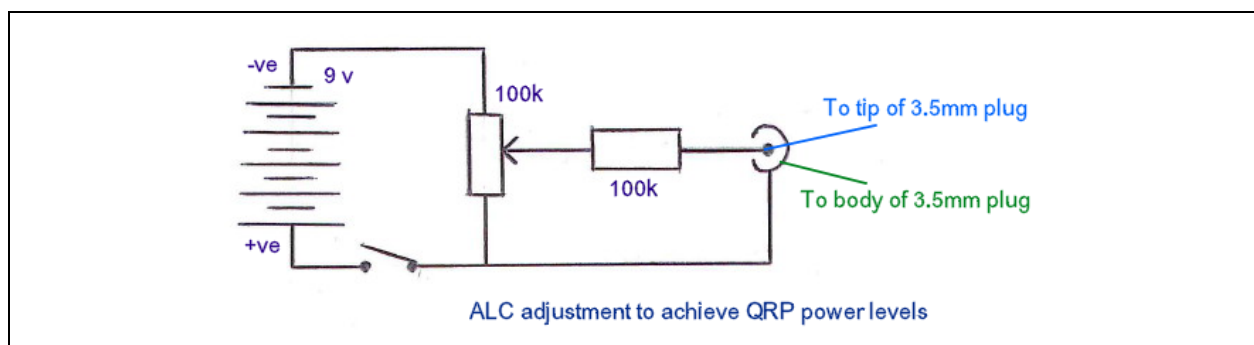 -ve
9 v
100k
To tip of 3.5mm plug
100k
To body of 3.5mm plug
+ve
ALC adjustment to achieve QRP power levels